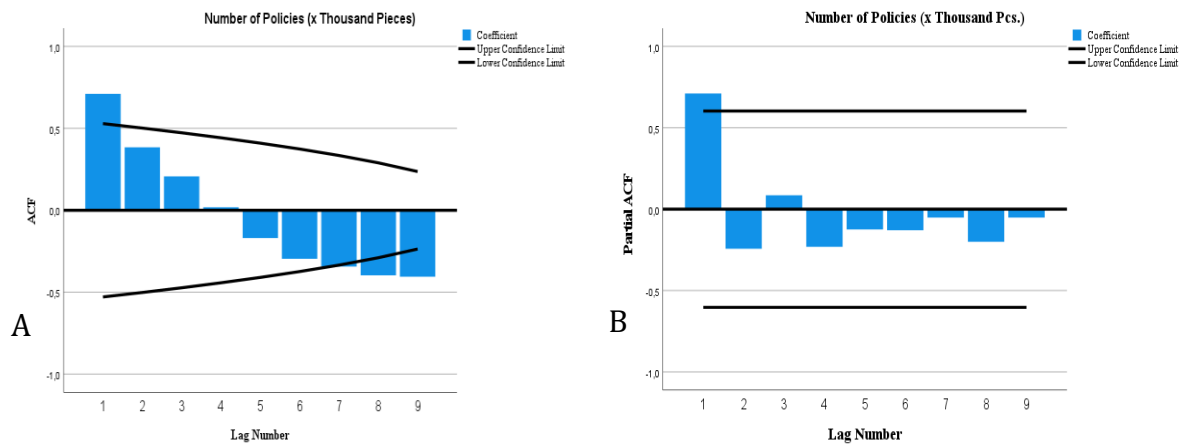 Number of Policies (x Thousand Pieces)
Coefficient
Upper Confidence Limit
Lower Confidence Limit
1,0
0,5
0,0
-0,5
-1,0
ACF
1 2 3 4 5 6 7 8 9
Lag Number
A
Number of Policies (x Thousand Pcs.)
Coefficient
Upper Confidence Limit
Lower Confidence Limit
1,0
0,5
0,0
-0,5
-1,0
Partial ACF
1 2 3 4 5 6 7 8 9
Lag Number
B